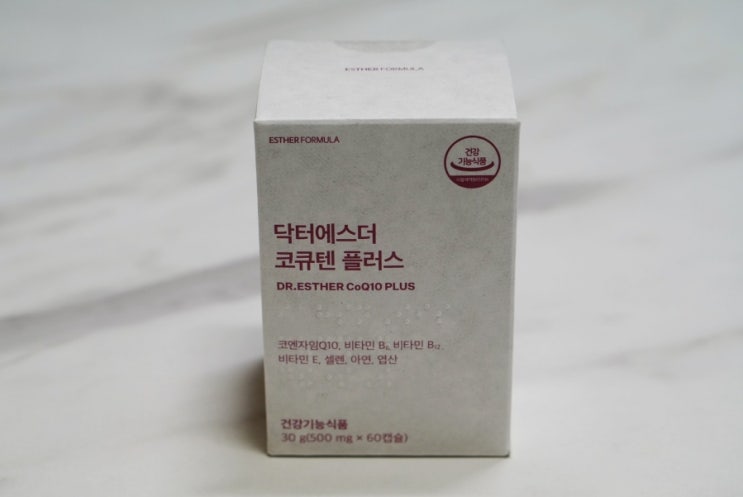 ESTHER FORMULA
ESTHER FORMULA
건강
기능식품
닥터에스더
코큐텐 플러스
DR.ESTHER CoQ10 PLUS
코엔자임Q10, 비타민 B₆, 비타민 B₁₂,
비타민 E, 셀렌, 아연, 엽산
건강기능식품
30 g(500 mg × 60캡슐)